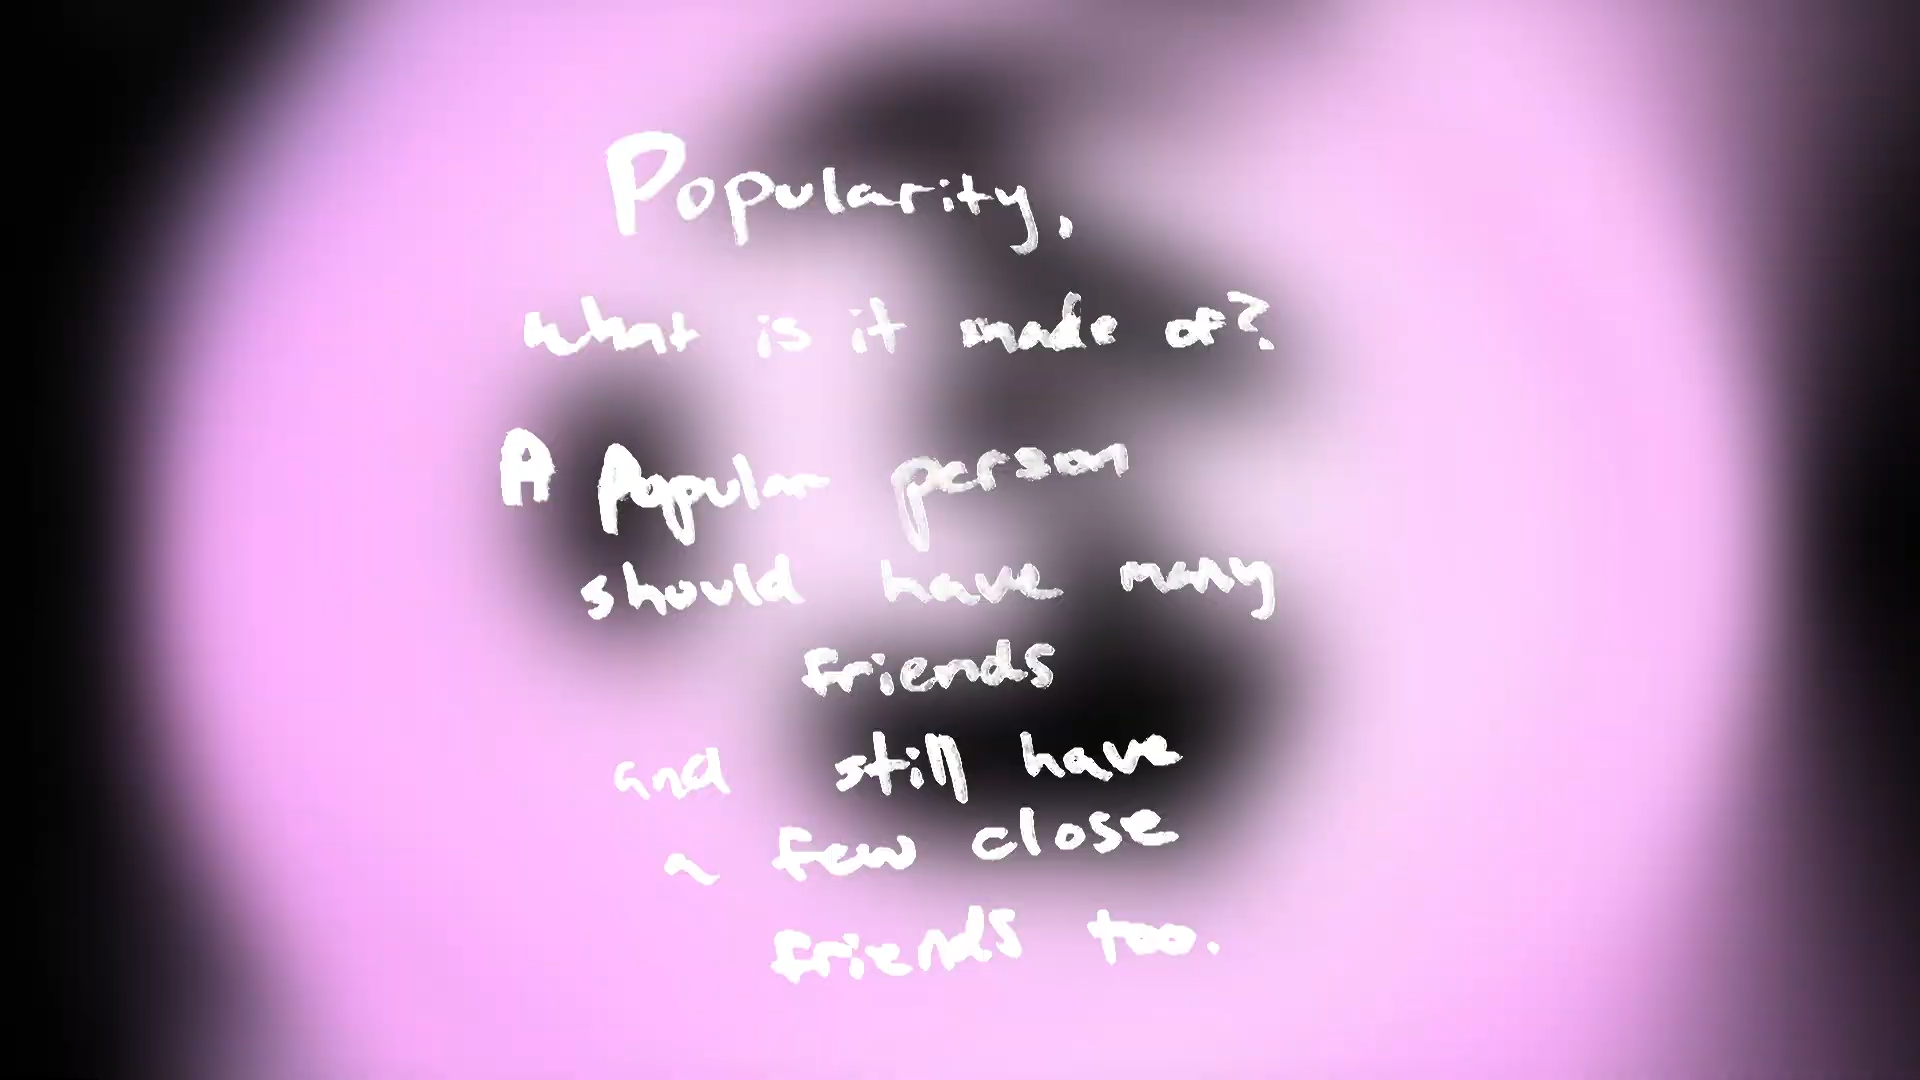 Popularity,
what is it made of?
A Popular person
should have many
friends
and still have
a few close
friends too.